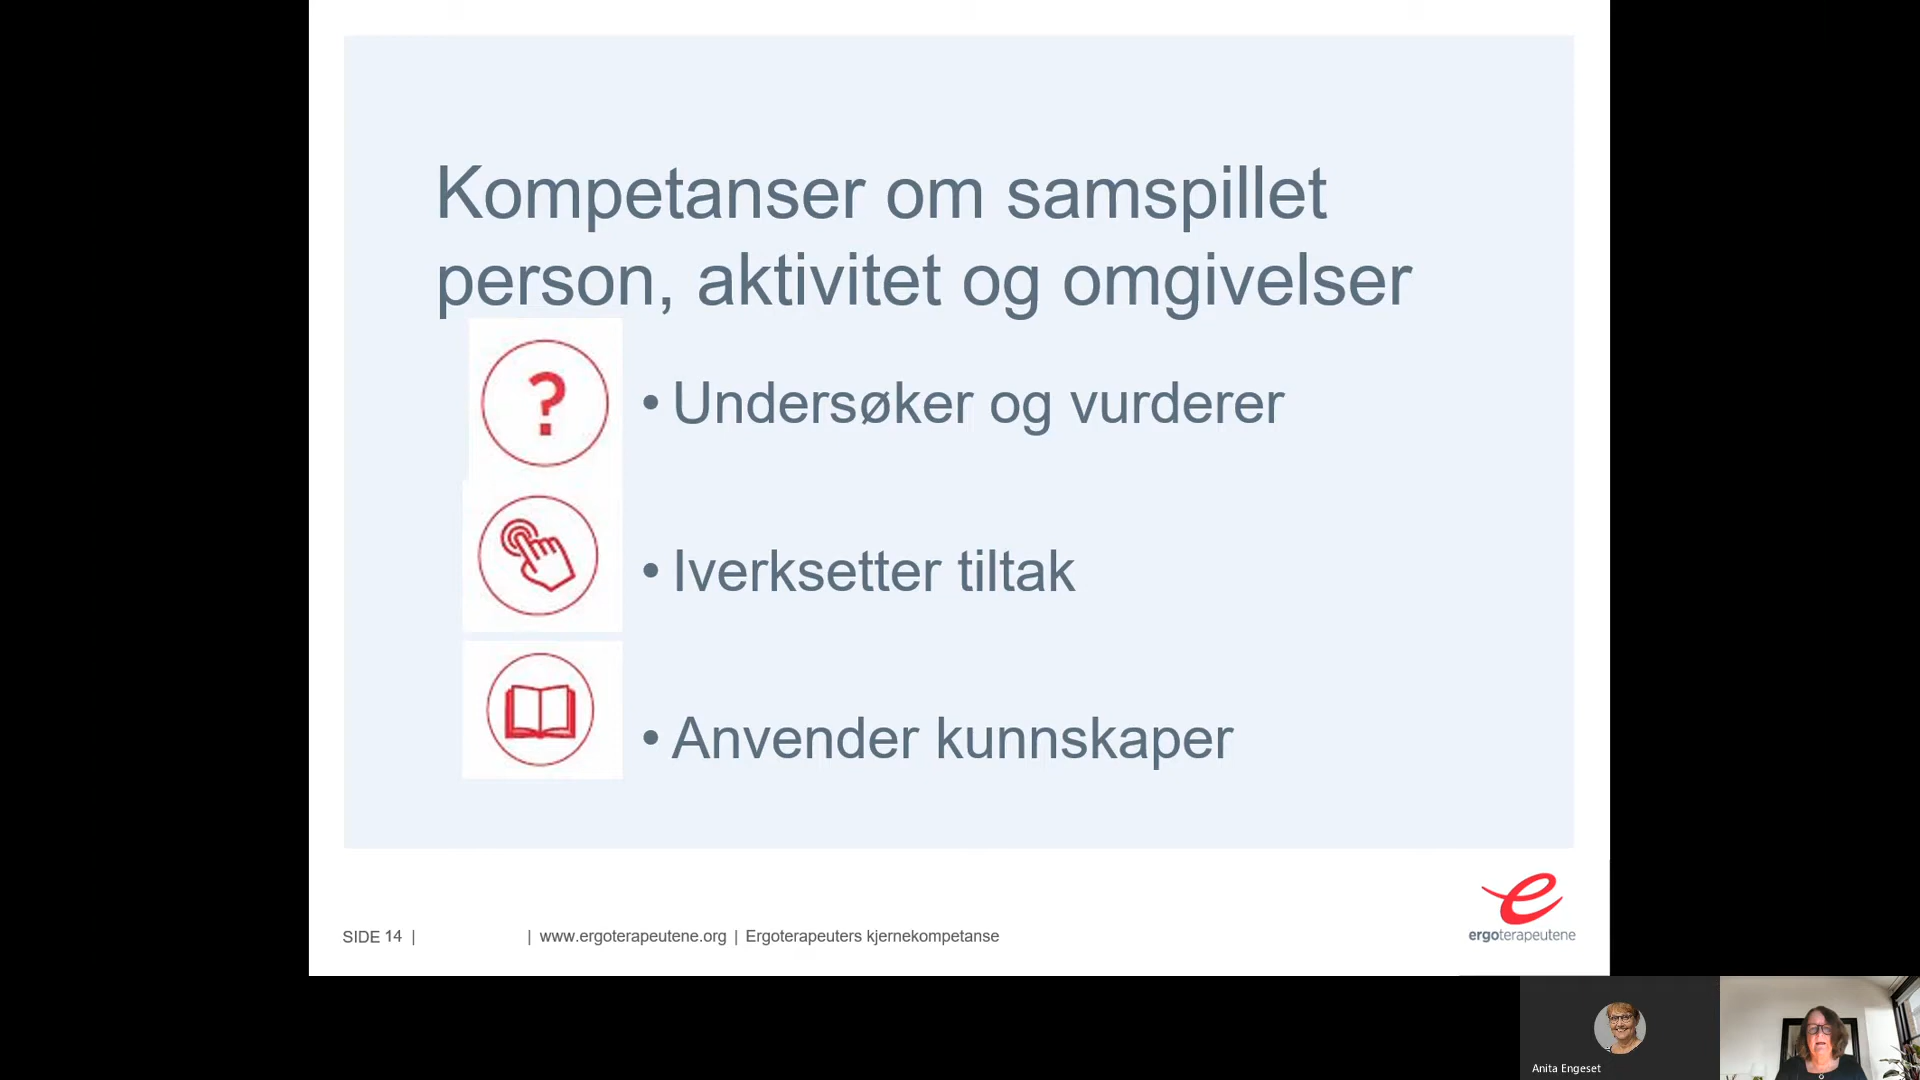 Kompetanser om samspillet
person, aktivitet og omgivelser
?
• Undersøker og vurderer
• Iverksetter tiltak
• Anvender kunnskaper
SIDE 14 | | www.ergoterapeutene.org | Ergoterapeuters kjernekompetanse
e
ergoterapeutene
Anita Engeset